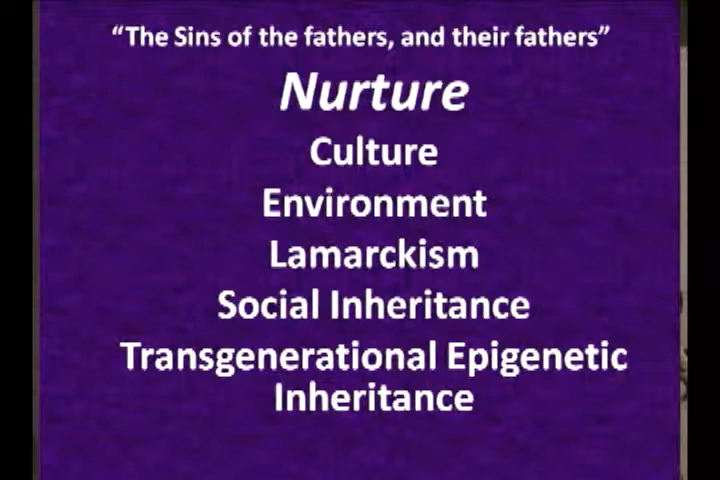 “The Sins of the fathers, and their fathers”
Nurture
Culture
Environment
Lamarckism
Social Inheritance
Transgenerational Epigenetic
Inheritance